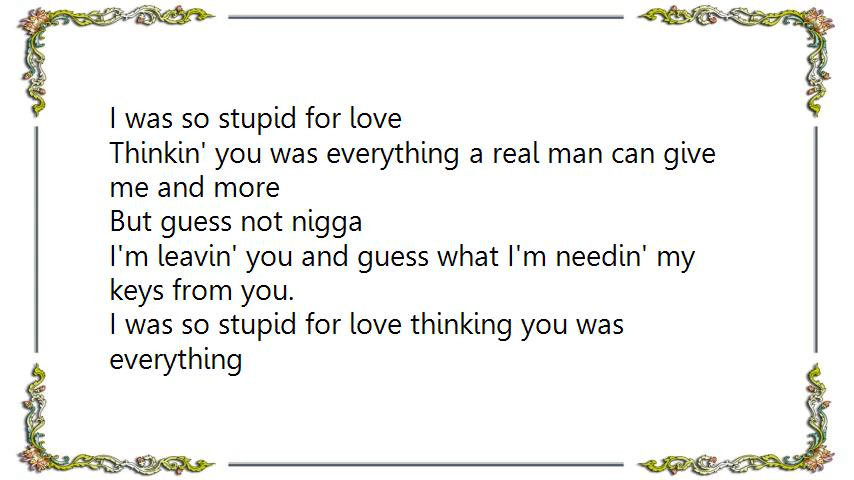 I was so stupid for love
Thinkin' you was everything a real man can give
me and more
But guess not nigga
I'm leavin' you and guess what I'm needin' my
keys from you.
I was so stupid for love thinking you was
everything